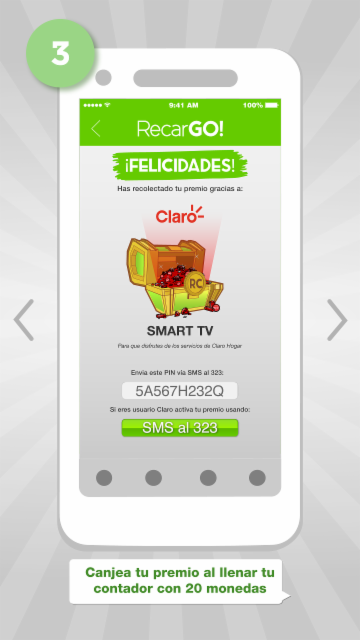 3
9:41 AM 100%
RecarGO!
¡FELICIDADES!
Has recolectado tu premio gracias a:
Claro
RC
SMART TV
Para que disfrutes de los servicios de Claro Hogar
Envia este PIN vía SMS al 323:
5A567H232Q
Si eres usuario Claro activa tu premio usando:
SMS al 323
Canjea tu premio al llenar tu
contador con 20 monedas